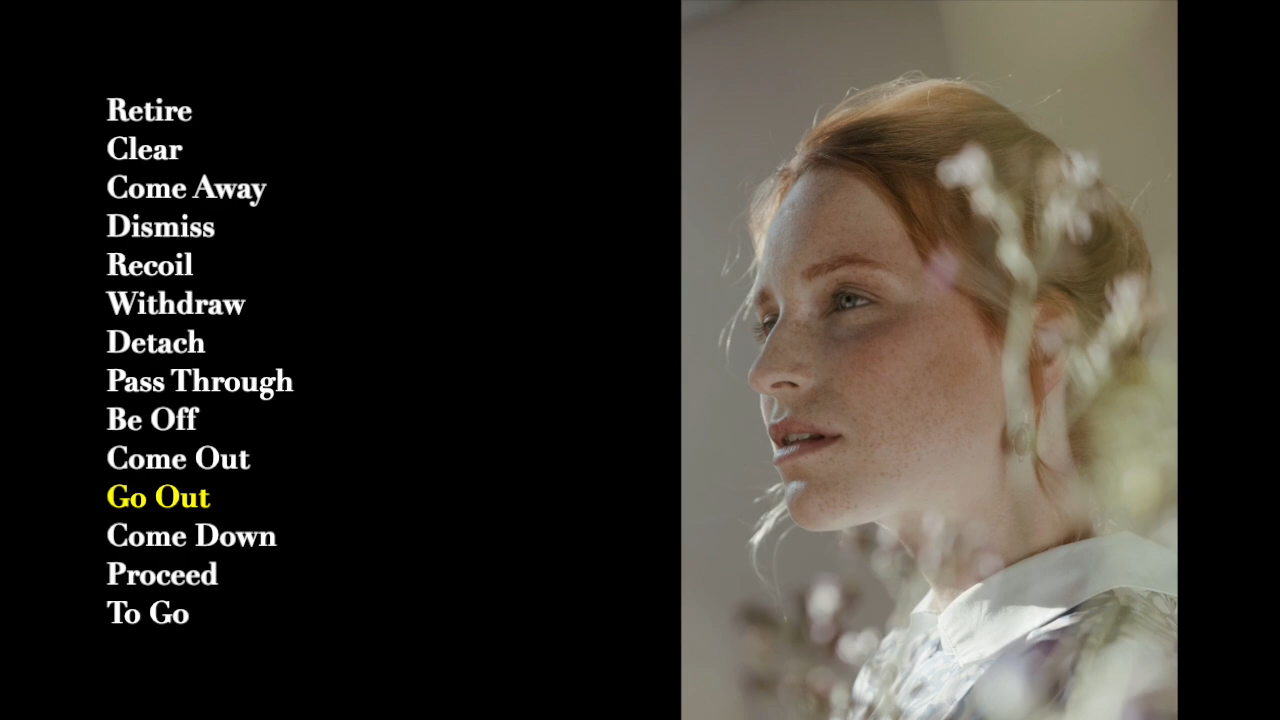 Retire
Clear
Come Away
Dismiss
Recoil
Withdraw
Detach
Pass Through
Be Off
Come Out
Go Out
Come Down
Proceed
To Go